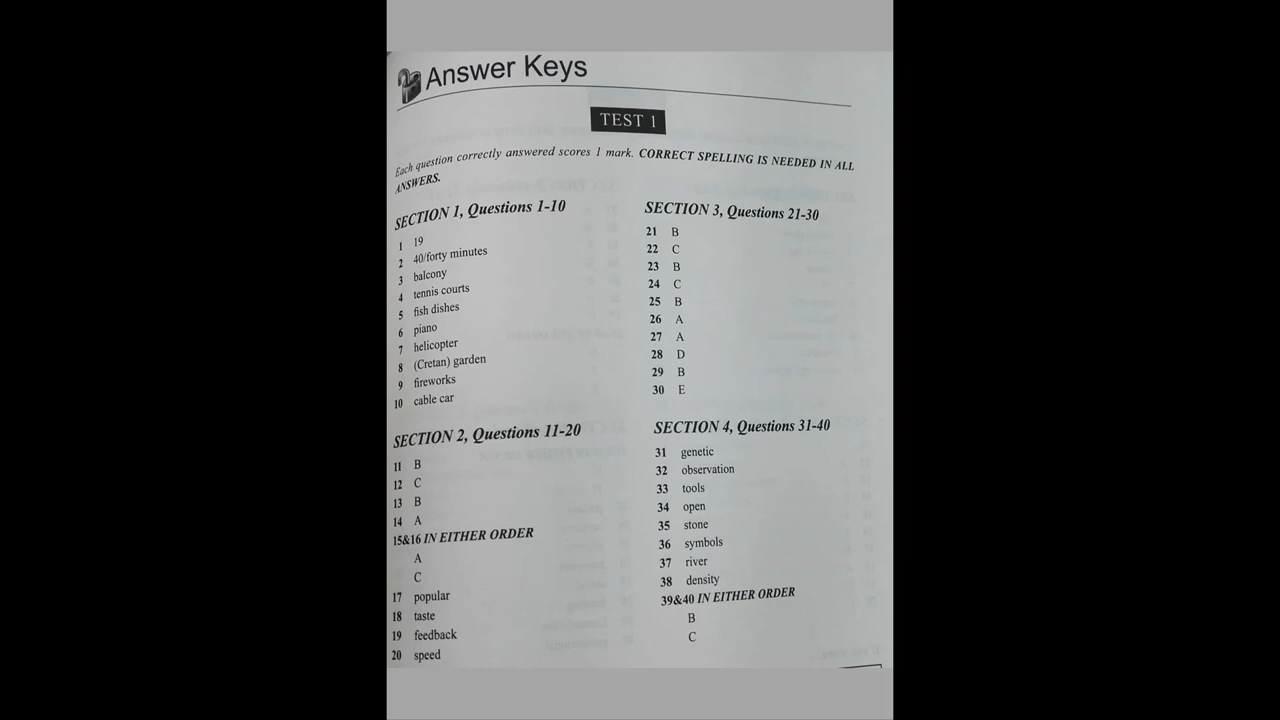 Answer Keys
TEST 1
Each question correctly answered scores 1 mark. CORRECT SPELLING IS NEEDED IN ALL
ANSWERS.
SECTION 1, Questions 1-10
1 19
2 40/forty minutes
3 balcony
4 tennis courts
5 fish dishes
6 piano
7 helicopter
8 (Cretan) garden
9 fireworks
10 cable car
SECTION 2, Questions 11-20
11 B
12 C
13 B
14 A
15&16 IN EITHER ORDER
A
C
17 popular
18 taste
19 feedback
20 speed
SECTION 3, Questions 21-30
21 B
22 C
23 B
24 C
25 B
26 A
27 A
28 D
29 B
30 E
SECTION 4, Questions 31-40
31 genetic
32 observation
33 tools
34 open
35 stone
36 symbols
37 river
38 density
39&40 IN EITHER ORDER
B
C